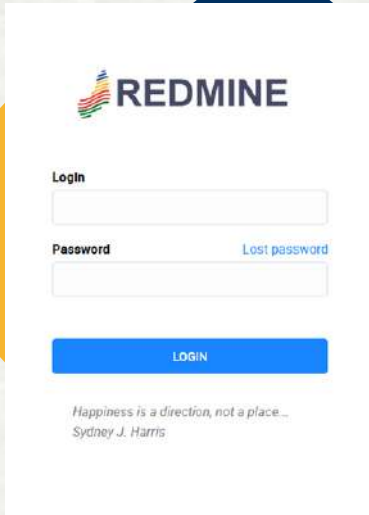 REDMINE
Login
Password Lost password
LOGIN
Happiness is a direction, not a place...
Sydney J. Harris